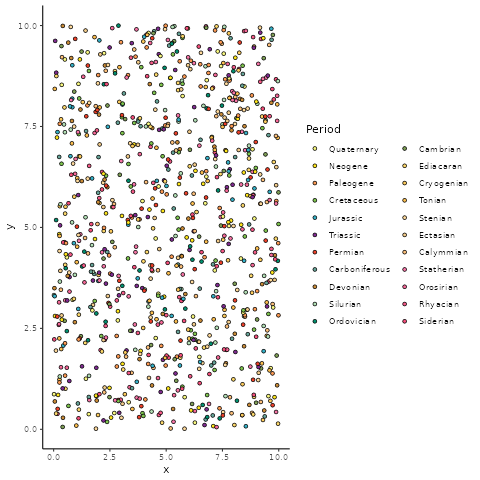 10.0
7.5
5.0
2.5
0.0
y
0.0 2.5 5.0 7.5 10.0
x
Period
Quaternary
Neogene
Paleogene
Cretaceous
Jurassic
Triassic
Permian
Carboniferous
Devonian
Silurian
Ordovician
Cambrian
Ediacaran
Cryogenian
Tonian
Stenian
Ectasian
Calymmian
Statherian
Orosirian
Rhyacian
Siderian